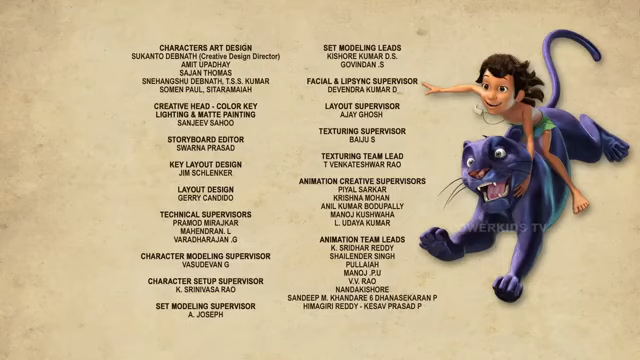 CHARACTERS ART DESIGN
SUKANTO DEBNATH (Creative Design Director)
AMIT UPADHAY
SAJAN THOMAS
SNEHANGSHU DEBNATH, T.S.S. KUMAR
SOMEN PAUL, SITARAMAIAH
CREATIVE HEAD - COLOR KEY
LIGHTING & MATTE PAINTING
SANJEEV SAHOO
STORYBOARD EDITOR
SWARNA PRASAD
KEY LAYOUT DESIGN
JIM SCHLENKER
LAYOUT DESIGN
GERRY CANDIDO
TECHNICAL SUPERVISORS
PRAMOD MIRAJKAR
MAHENDRAN. L
VARADHARAJAN .G
CHARACTER MODELING SUPERVISOR
VASUDEVAN G
CHARACTER SETUP SUPERVISOR
K. SRINIVASA RAO
SET MODELING SUPERVISOR
A. JOSEPH
SET MODELING LEADS
KISHORE KUMAR D.S.
GOVINDAN .S
FACIAL & LIPSYNC SUPERVISOR
DEVENDRA KUMAR D_
LAYOUT SUPERVISOR
AJAY GHOSH
TEXTURING SUPERVISOR
BAIJU S
TEXTURING TEAM LEAD
T VENKATESHWAR RAO
ANIMATION CREATIVE SUPERVISORS
PIYAL SARKAR
KRISHNA MOHAN
ANIL KUMAR BODUPALLY
MANOJ KUSHWAHA
L. UDAYA KUMAR
ANIMATION TEAM LEADS
K. SRIDHAR REDDY
SHAILENDER SINGH
PULLAIAH
MANOJ .P.U
V.V. RAO
NANDAKISHORE
SANDEEP M. KHANDARE 6 DHANASEKARAN P
HIMAGIRI REDDY - KESAV PRASAD P
POWERKIDS TV